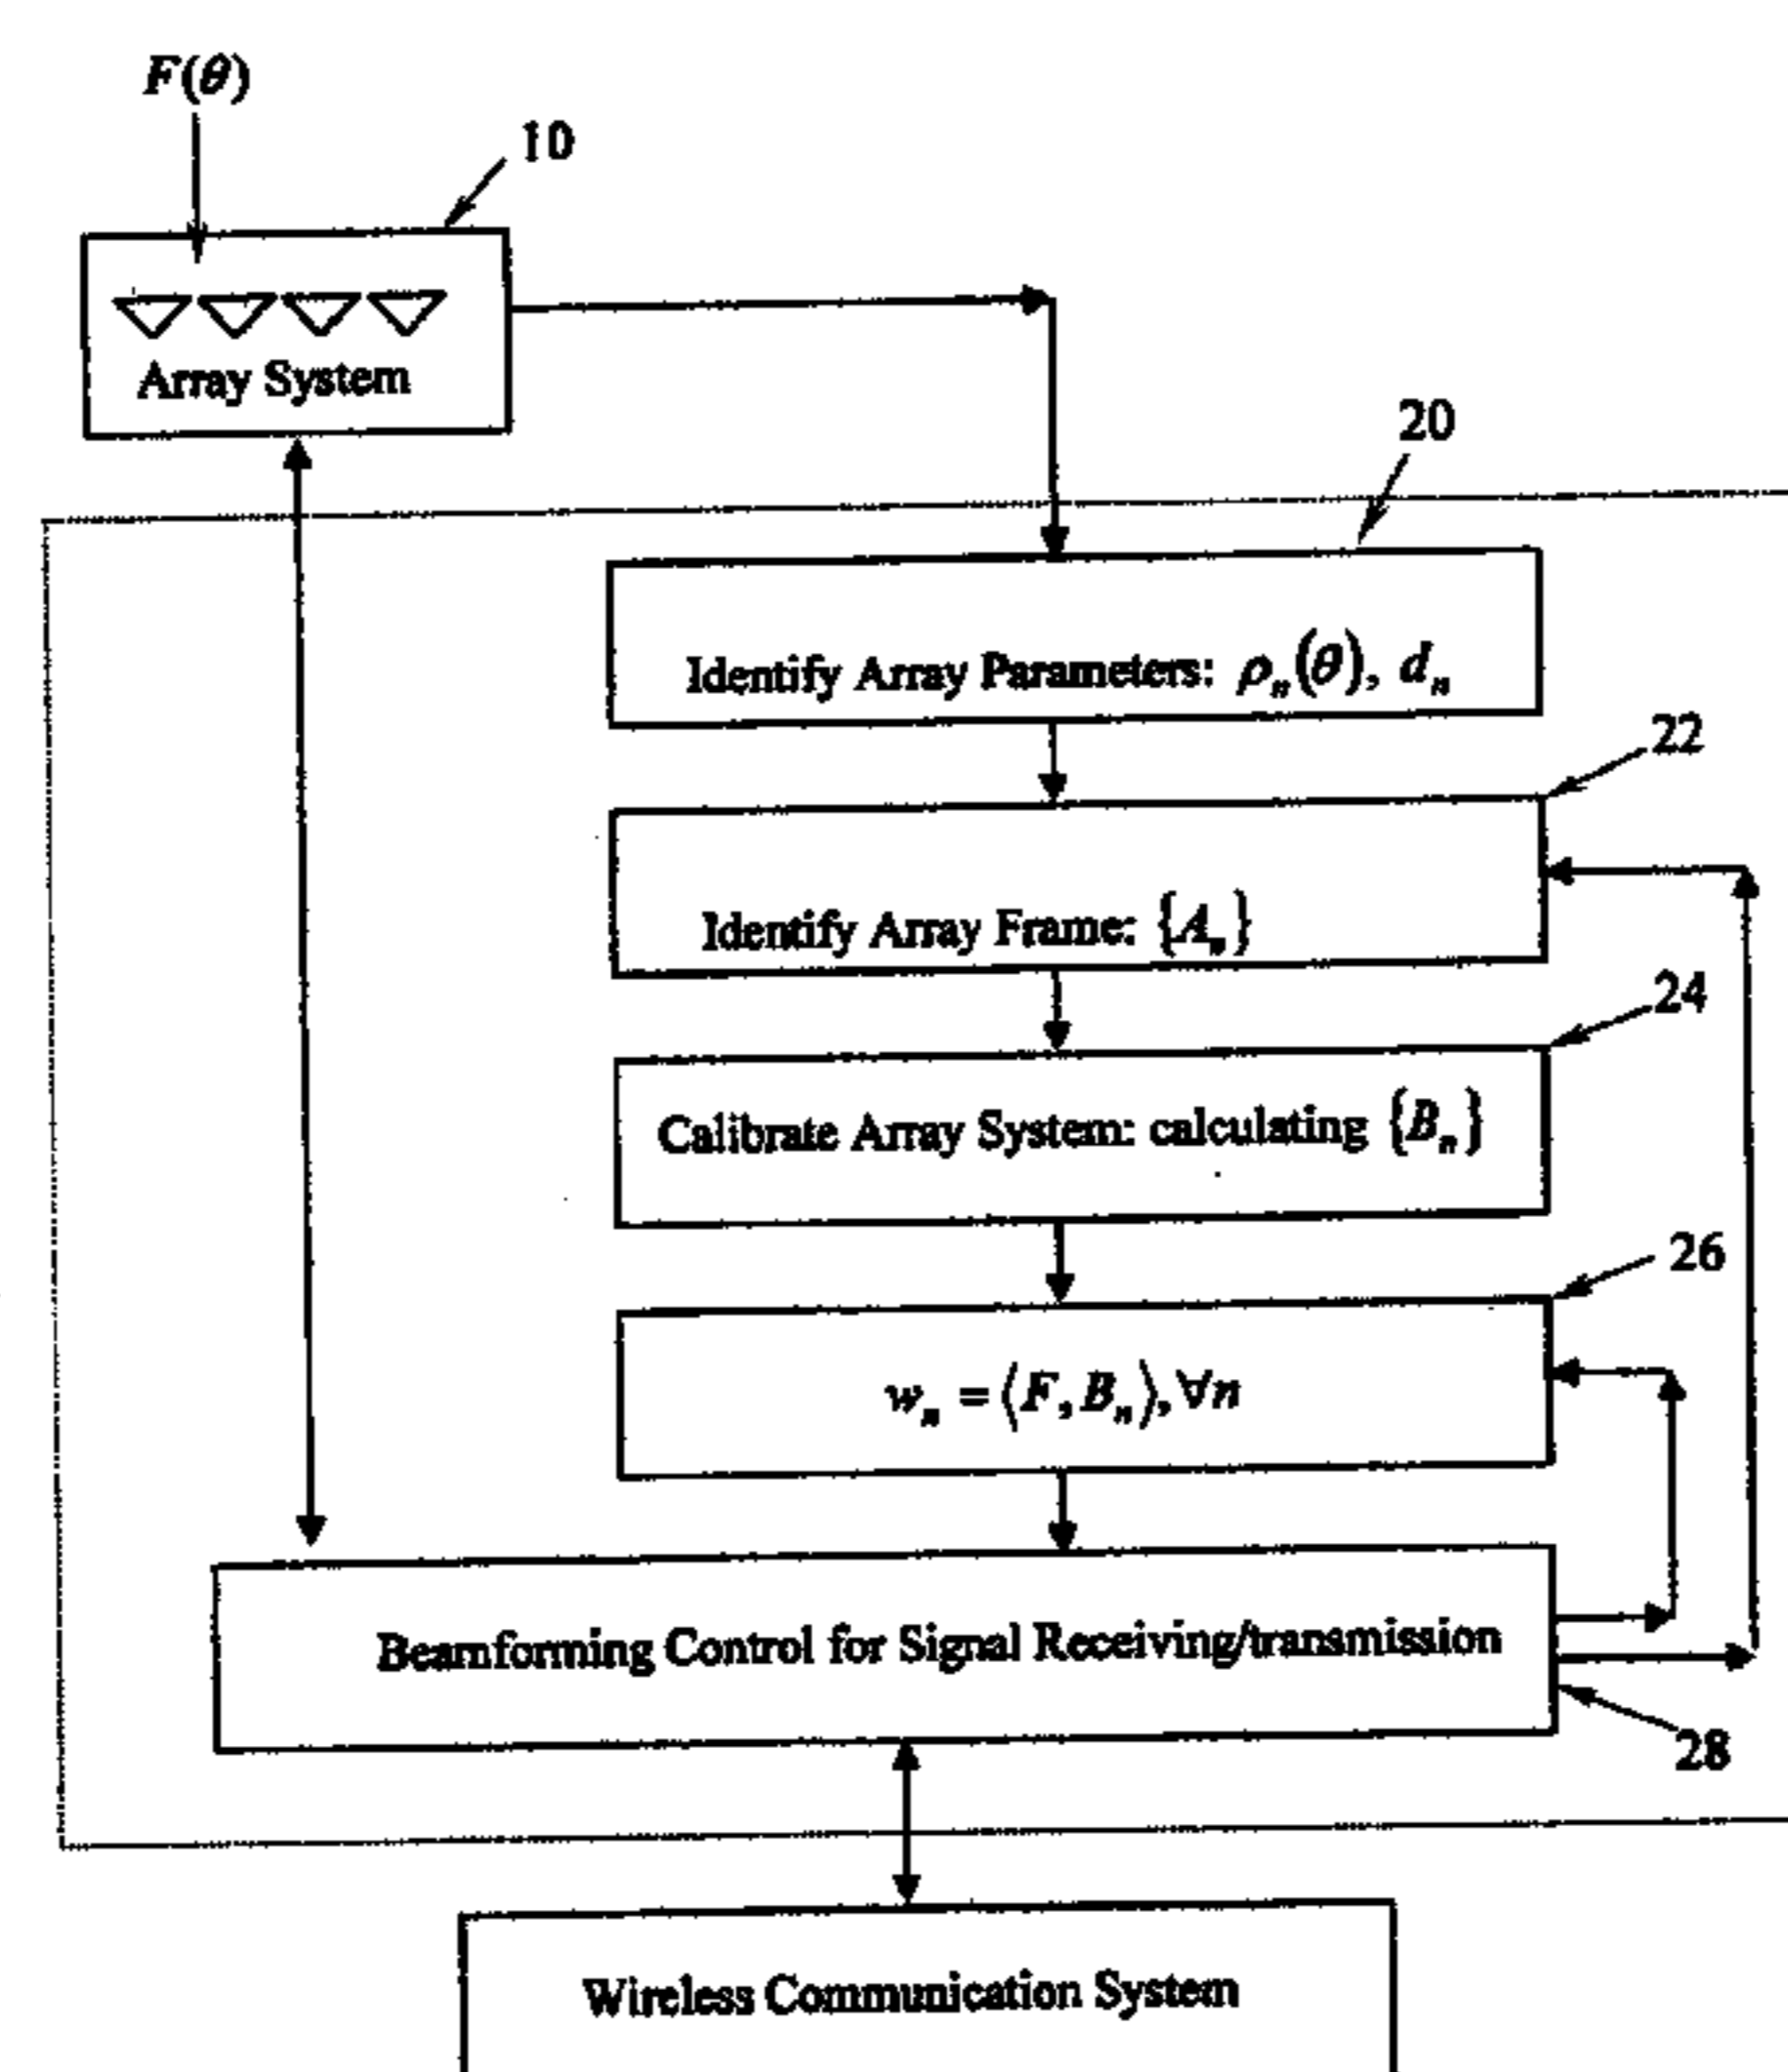 F(θ)
10
Array System
20
Identify Array Parameters: ρₙ(θ), dₙ
22
Identify Array Frame: {Aₙ}
24
Calibrate Array System: calculating {Bₙ}
26
wₙ = ⟨F, Bₙ⟩, ∀n
Beamforming Control for Signal Receiving/transmission
28
Wireless Communication System